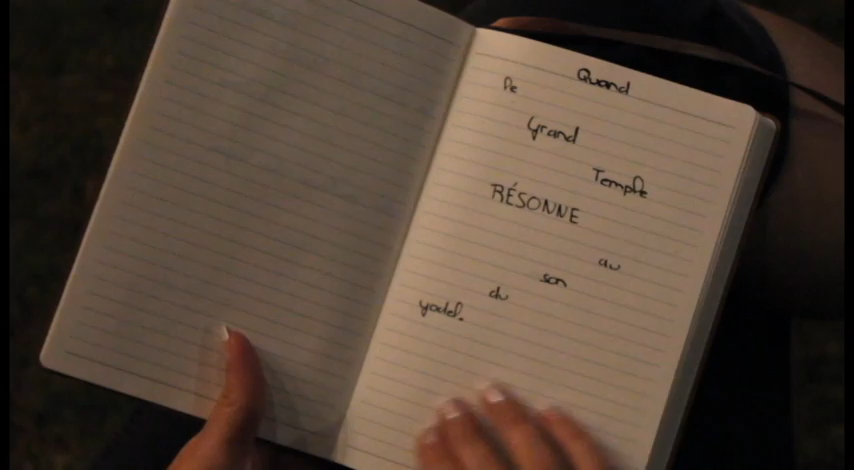 Quand
le
Grand
Temple
RÉSONNE
au
son
du
yodel.